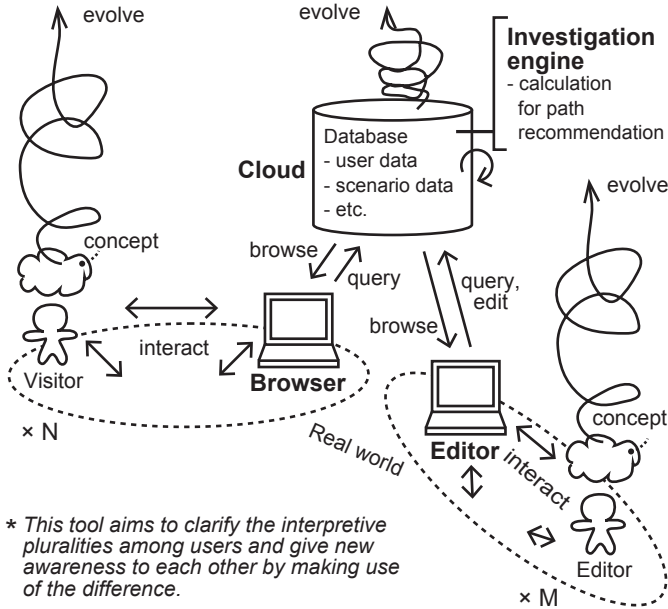 evolve
evolve
Investigation
engine
- calculation
for path
recommendation
Database
- user data
- scenario data
- etc.
Cloud
evolve
concept
browse
query
query,
edit
browse
interact
Visitor
Browser
× N
Real world
Editor
interact
concept
Editor
× M
* This tool aims to clarify the interpretive
pluralities among users and give new
awareness to each other by making use
of the difference.